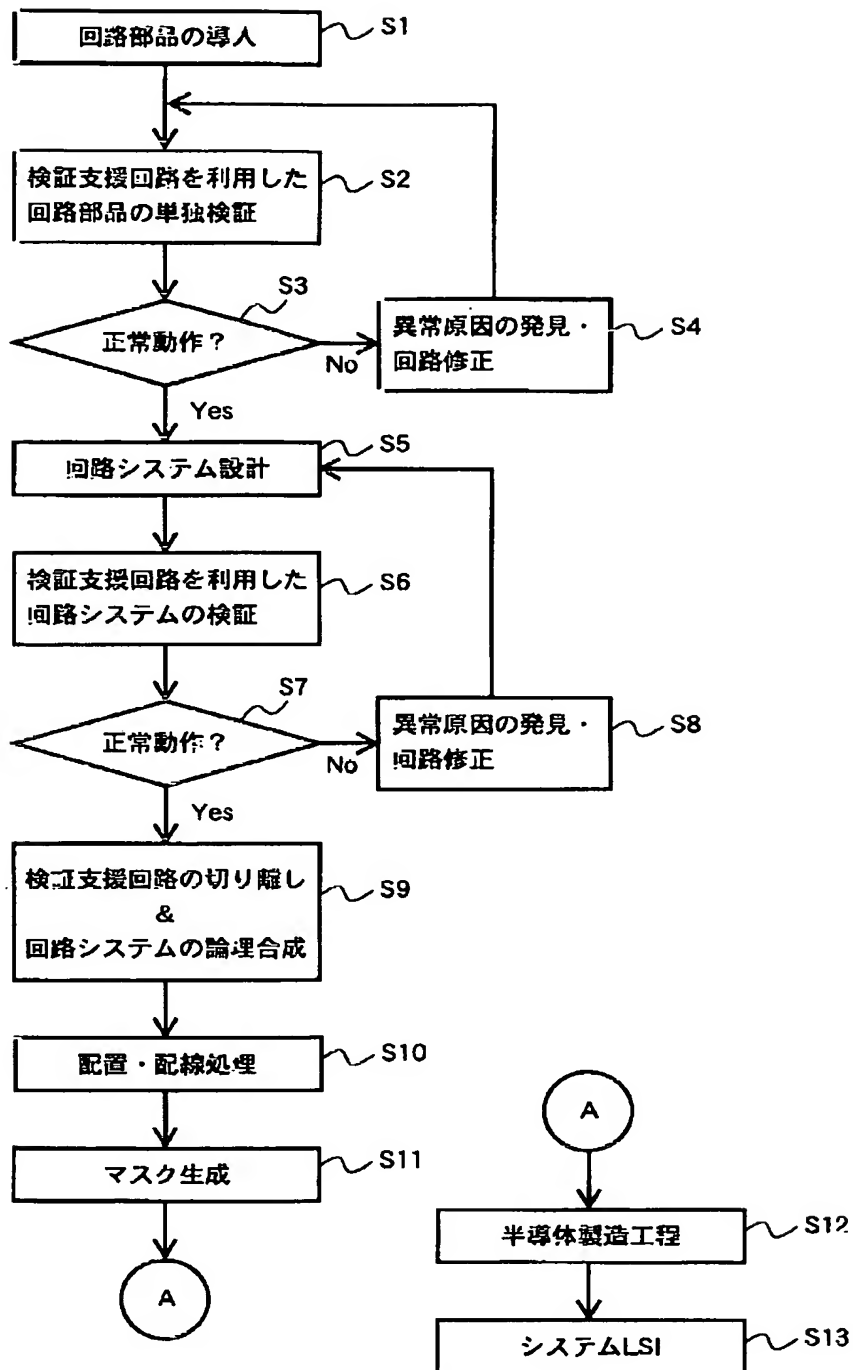 回路部品の導入
S1
検証支援回路を利用した
回路部品の単独検証
S2
S3
正常動作？
No
異常原因の発見・
回路修正
S4
Yes
回路システム設計
S5
検証支援回路を利用した
回路システムの検証
S6
S7
正常動作？
No
異常原因の発見・
回路修正
S8
Yes
検証支援回路の切り離し
&
回路システムの論理合成
S9
配置・配線処理
S10
マスク生成
S11
A
A
半導体製造工程
S12
システムLSI
S13